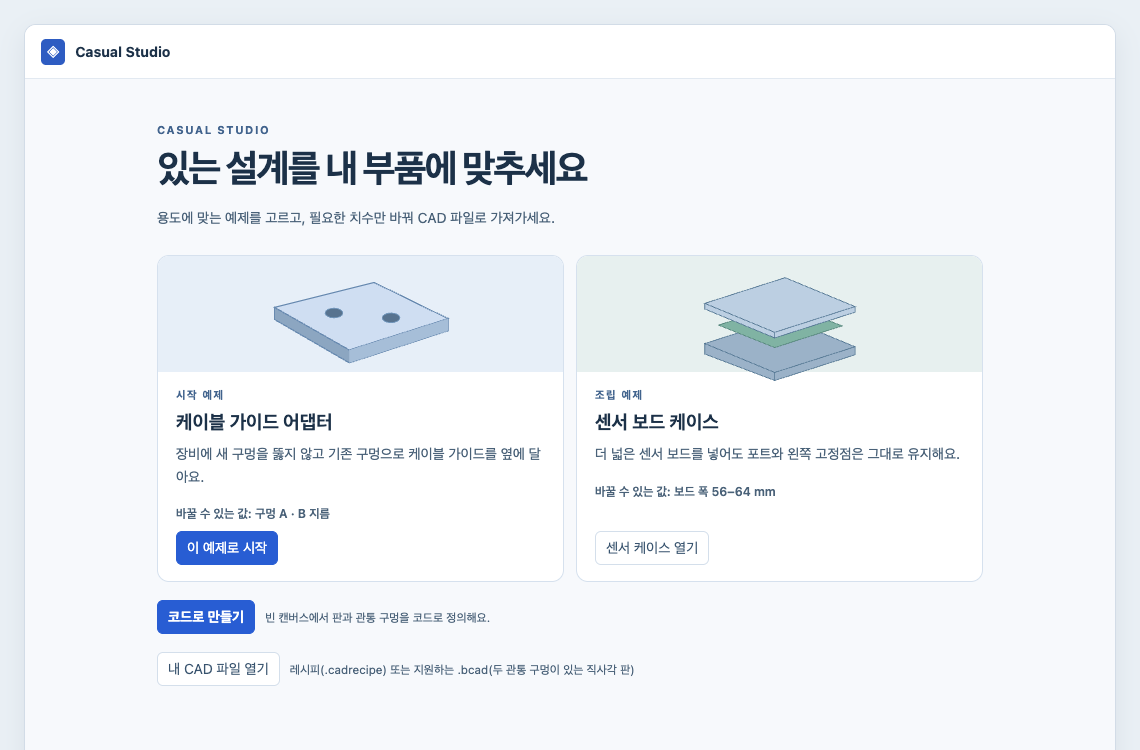 Casual Studio
CASUAL STUDIO
있는 설계를 내 부품에 맞추세요
용도에 맞는 예제를 고르고, 필요한 치수만 바꿔 CAD 파일로 가져가세요.
시작 예제
케이블 가이드 어댑터
장비에 새 구멍을 뚫지 않고 기존 구멍으로 케이블 가이드를 옆에 달
아요.
바꿀 수 있는 값: 구멍 A · B 지름
이 예제로 시작
조립 예제
센서 보드 케이스
더 넓은 센서 보드를 넣어도 포트와 왼쪽 고정점은 그대로 유지해요.
바꿀 수 있는 값: 보드 폭 56–64 mm
센서 케이스 열기
코드로 만들기
빈 캔버스에서 판과 관통 구멍을 코드로 정의해요.
내 CAD 파일 열기
레시피(.cadrecipe) 또는 지원하는 .bcad(두 관통 구멍이 있는 직사각 판)